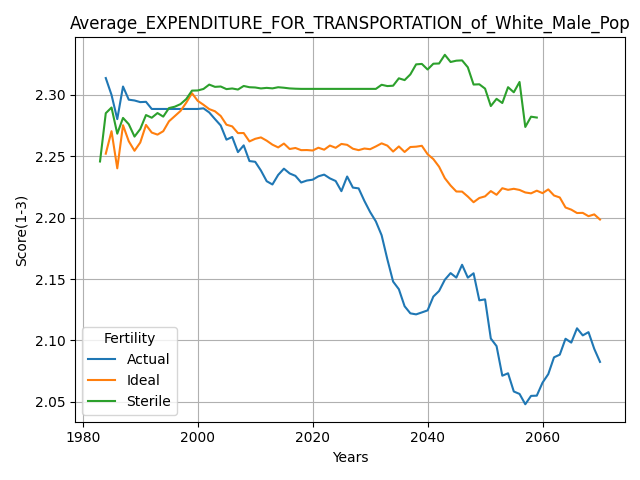 Average_EXPENDITURE_FOR_TRANSPORTATION_of_White_Male_Pop
Score(1-3)
2.30
2.25
2.20
2.15
2.10
2.05
Fertility
Actual
Ideal
Sterile
1980
2000
2020
2040
2060
Years